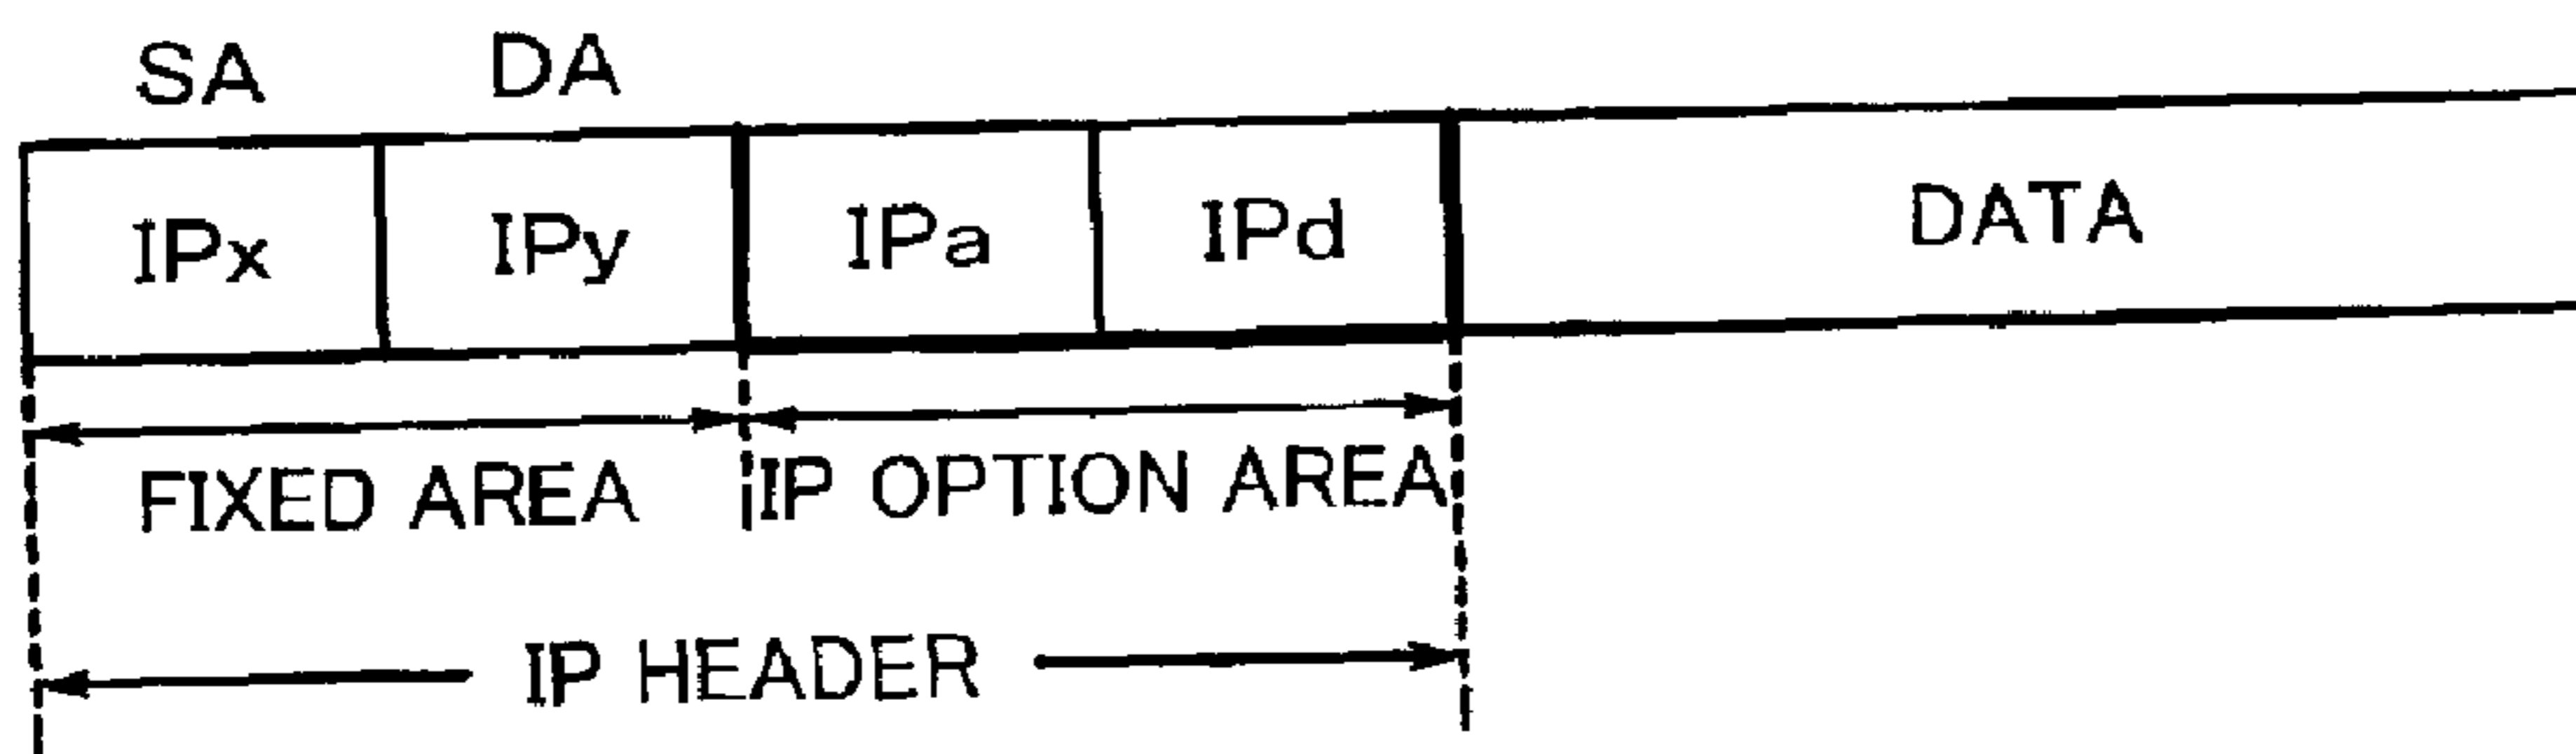 SA DA
IPx IPy IPa IPd DATA
FIXED AREA IP OPTION AREA
IP HEADER